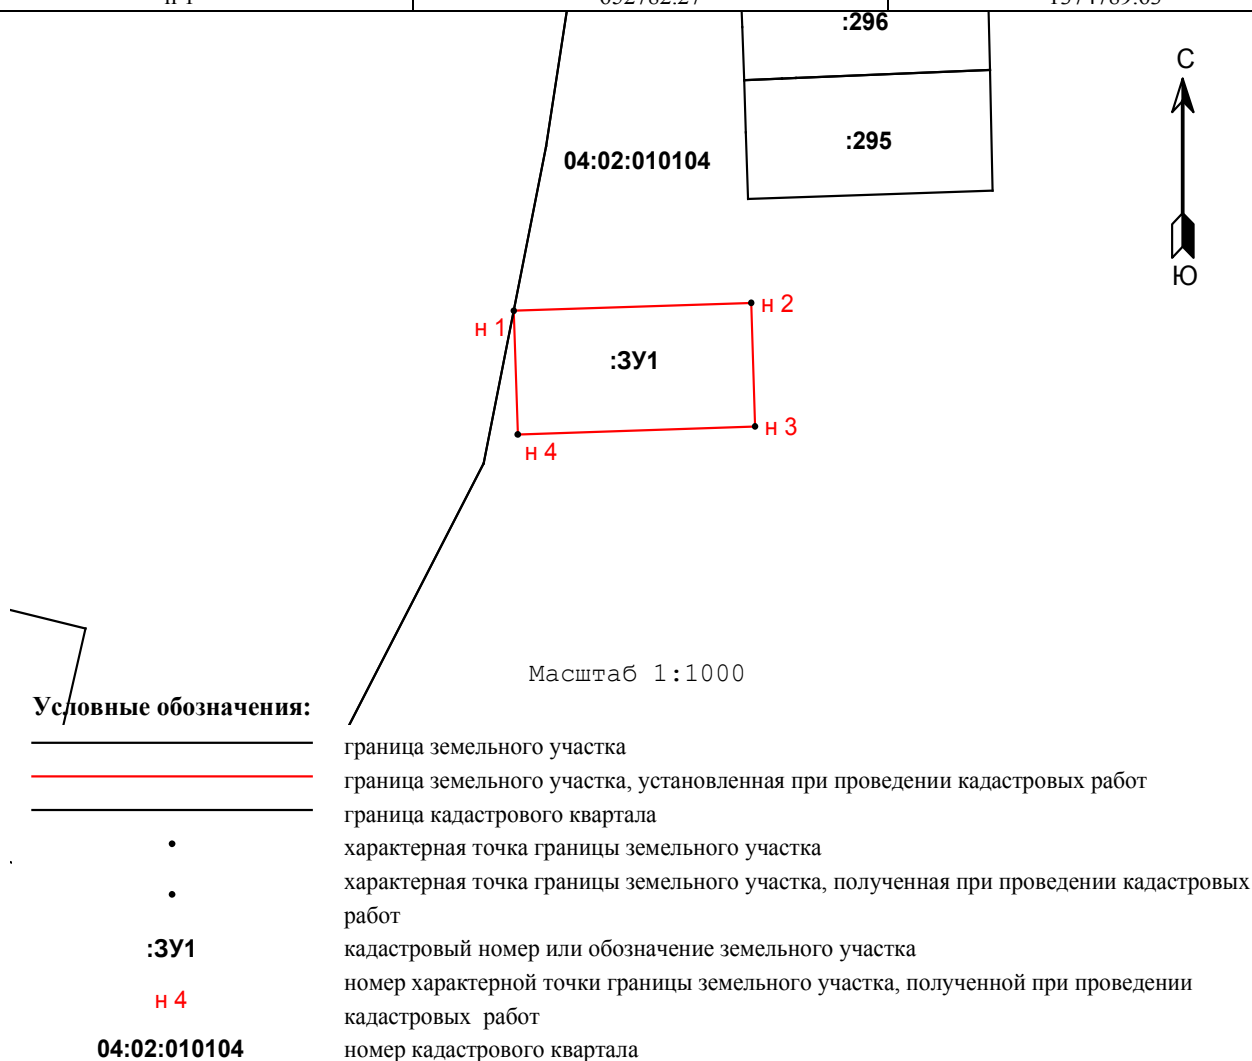 :296
С
:295
04:02:010104
Ю
н 2
н 1
:ЗУ1
н 3
н 4
Масштаб 1:1000
Условные обозначения:
граница земельного участка
граница земельного участка, установленная при проведении кадастровых работ
граница кадастрового квартала
характерная точка границы земельного участка
характерная точка границы земельного участка, полученная при проведении кадастровых
работ
:ЗУ1 кадастровый номер или обозначение земельного участка
н 4 номер характерной точки границы земельного участка, полученной при проведении
кадастровых работ
04:02:010104 номер кадастрового квартала